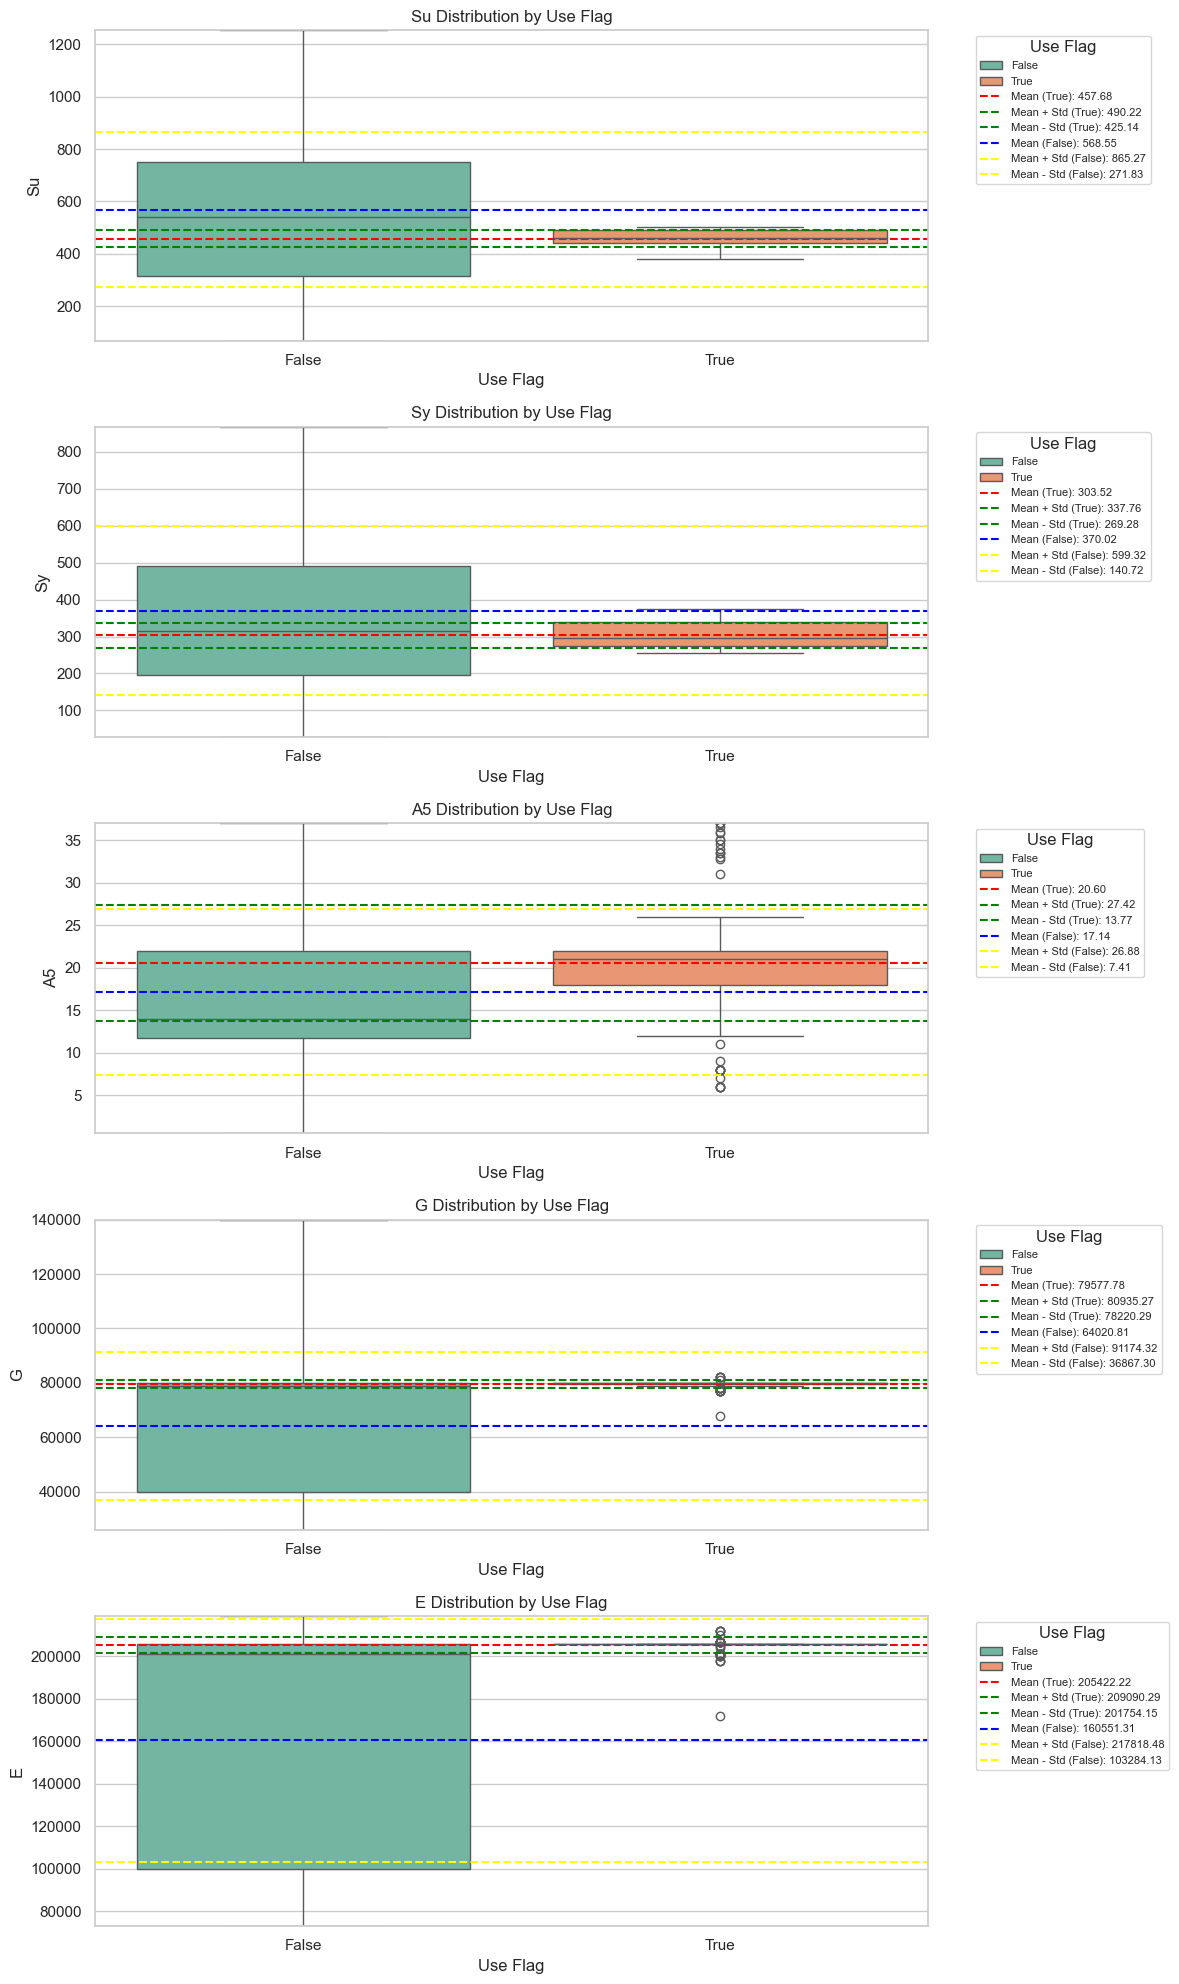 Su Distribution by Use Flag
1200
1000
800
600
400
200
Su
False
True
Use Flag
Use Flag
False
True
Mean (True): 457.68
Mean + Std (True): 490.22
Mean - Std (True): 425.14
Mean (False): 568.55
Mean + Std (False): 865.27
Mean - Std (False): 271.83
Sy Distribution by Use Flag
800
700
600
500
400
300
200
100
Sy
False
True
Use Flag
Use Flag
False
True
Mean (True): 303.52
Mean + Std (True): 337.76
Mean - Std (True): 269.28
Mean (False): 370.02
Mean + Std (False): 599.32
Mean - Std (False): 140.72
A5 Distribution by Use Flag
35
30
25
20
15
10
5
A5
False
True
Use Flag
Use Flag
False
True
Mean (True): 20.60
Mean + Std (True): 27.42
Mean - Std (True): 13.77
Mean (False): 17.14
Mean + Std (False): 26.88
Mean - Std (False): 7.41
G Distribution by Use Flag
140000
120000
100000
80000
60000
40000
G
False
True
Use Flag
Use Flag
False
True
Mean (True): 79577.78
Mean + Std (True): 80935.27
Mean - Std (True): 78220.29
Mean (False): 64020.81
Mean + Std (False): 91174.32
Mean - Std (False): 36867.30
E Distribution by Use Flag
200000
180000
160000
140000
120000
100000
80000
E
False
True
Use Flag
Use Flag
False
True
Mean (True): 205422.22
Mean + Std (True): 209090.29
Mean - Std (True): 201754.15
Mean (False): 160551.31
Mean + Std (False): 217818.48
Mean - Std (False): 103284.13